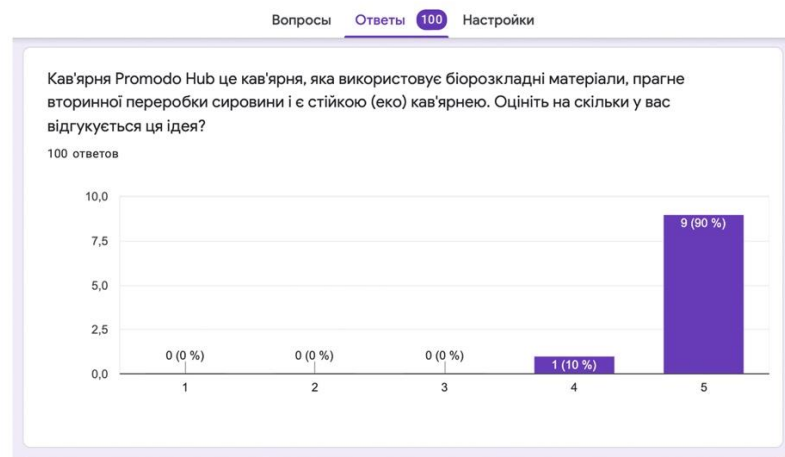 Вопросы Ответы 100 Настройки
Кав'ярня Promodo Hub це кав'ярня, яка використовує біорозкладні матеріали, прагне
вторинної переробки сировини і є стійкою (еко) кав'ярнею. Оцініть на скільки у вас
відгукується ця ідея?
100 ответов
10,0
7,5
5,0
2,5
0,0
0 (0 %) 0 (0 %) 0 (0 %) 1 (10 %) 9 (90 %)
1 2 3 4 5